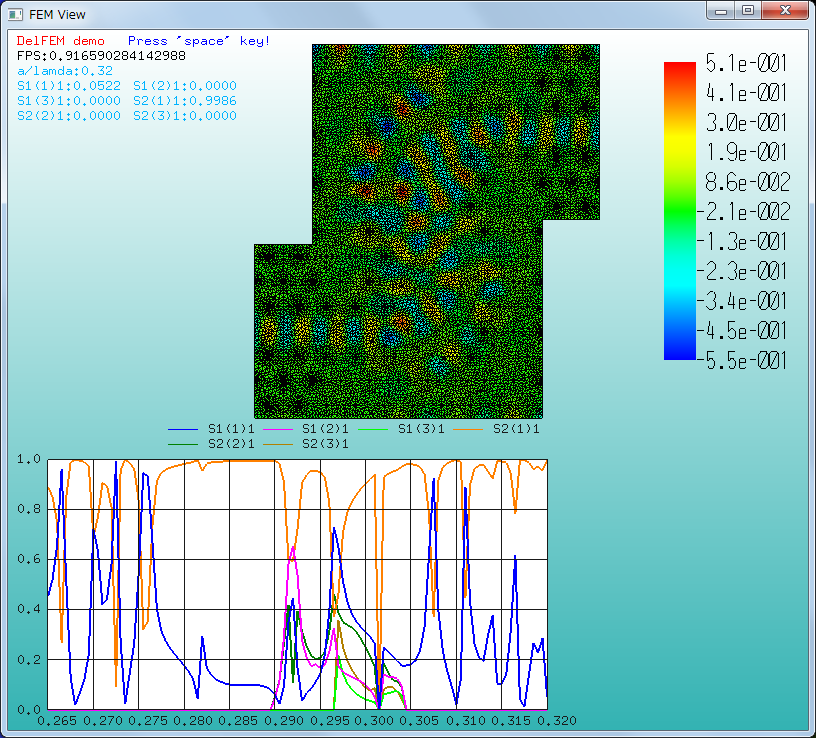 FEM View
DelFEM demo Press "space" key!
FPS:0.916590284142988
a/lamda:0.32
S1(1)1:0.0522 S1(2)1:0.0000
S1(3)1:0.0000 S2(1)1:0.9986
S2(2)1:0.0000 S2(3)1:0.0000
5.1e-001
4.1e-001
3.0e-001
1.9e-001
8.6e-002
-2.1e-002
-1.3e-001
-2.3e-001
-3.4e-001
-4.5e-001
-5.5e-001
S1(1)1 S1(2)1 S1(3)1 S2(1)1
S2(2)1 S2(3)1
1.0
0.8
0.6
0.4
0.2
0.0
0.265 0.270 0.275 0.280 0.285 0.290 0.295 0.300 0.305 0.310 0.315 0.320